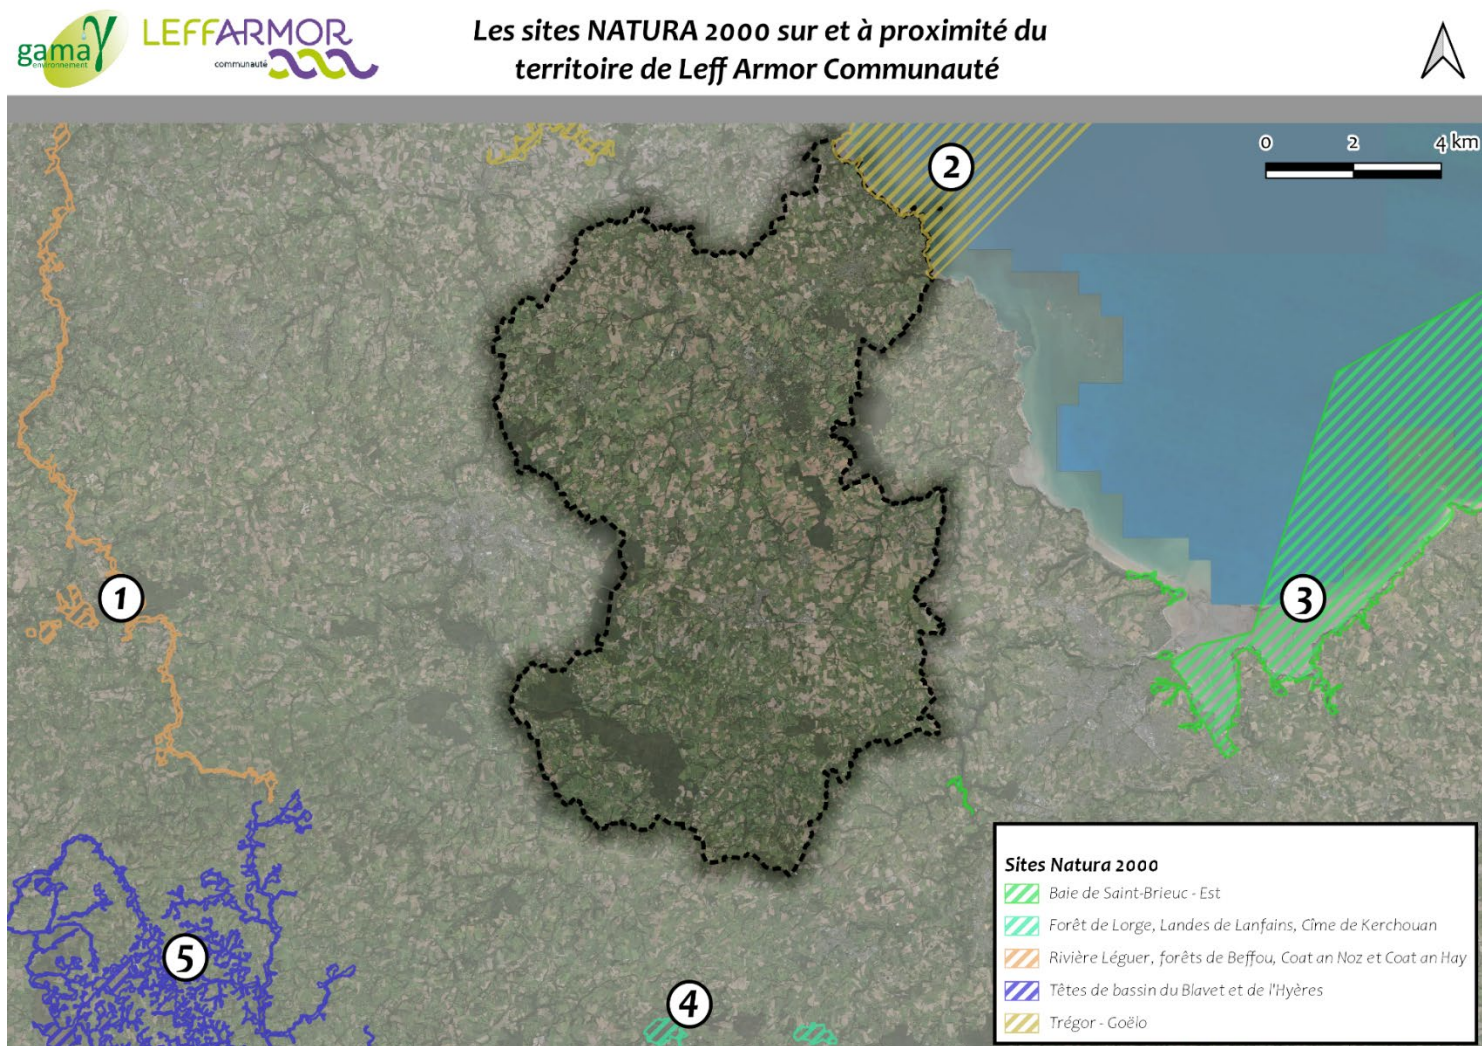 gama
environnement
LEFFARMOR
communauté
Les sites NATURA 2000 sur et à proximité du
territoire de Leff Armor Communauté
0 2 4 km
2
1
3
5
4
Sites Natura 2000
Baie de Saint-Brieuc - Est
Forêt de Lorge, Landes de Lanfains, Cîme de Kerchouan
Rivière Léguer, forêts de Beffou, Coat an Noz et Coat an Hay
Têtes de bassin du Blavet et de l'Hyères
Trégor - Goëlo